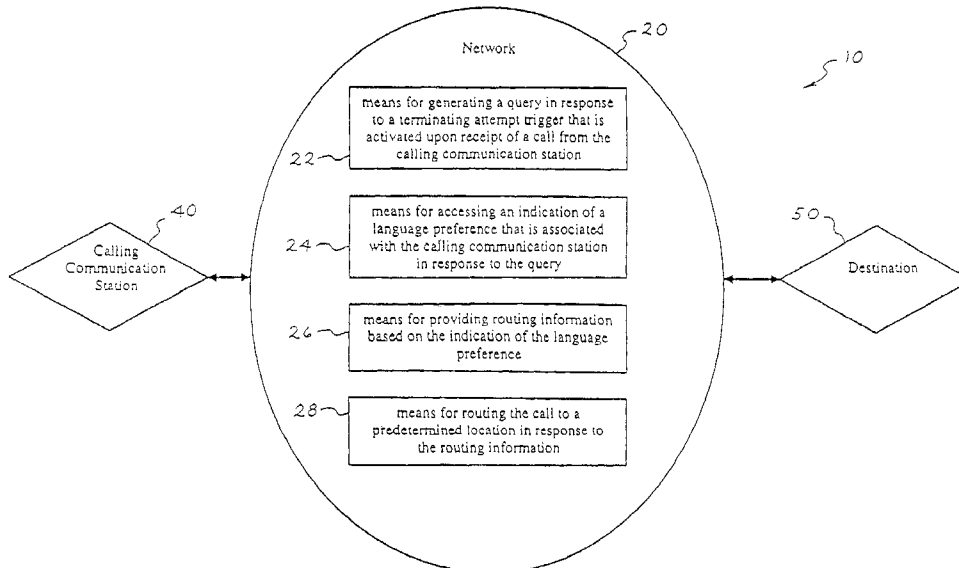 20
10
Network
means for generating a query in response
to a terminating attempt trigger that is
activated upon receipt of a call from the
calling communication station
22
40
Calling
Communication
Station
means for accessing an indication of a
language preference that is associated
with the calling communication station
in response to the query
24
50
Destination
means for providing routing information
based on the indication of the language
preference
26
28
means for routing the call to a
predetermined location in response to
the routing information